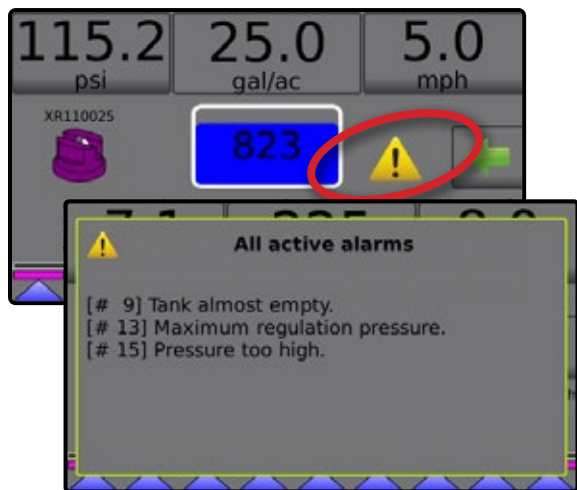 115.2 25.0 5.0
psi gal/ac mph
XR110025
823
All active alarms
[# 9] Tank almost empty.
[# 13] Maximum regulation pressure.
[# 15] Pressure too high.